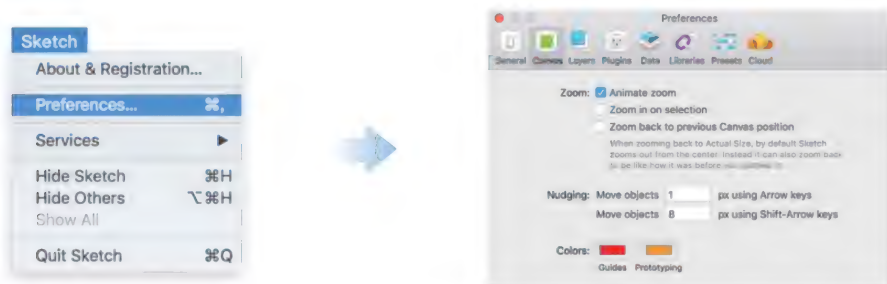 Sketch
About & Registration...
Preferences... ⌘,
Services ▶
Hide Sketch ⌘H
Hide Others ⌥⌘H
Show All
Quit Sketch ⌘Q
Preferences
General Canvas Layers Plugins Data Libraries Presets Cloud
Zoom: Animate zoom
Zoom in on selection
Zoom back to previous Canvas position
When zooming back to Actual Size, by default Sketch
zooms out from the center. Instead it can also zoom back
to be like how it was before
Nudging: Move objects 1 px using Arrow keys
Move objects 8 px using Shift-Arrow keys
Colors:
Guides Prototyping